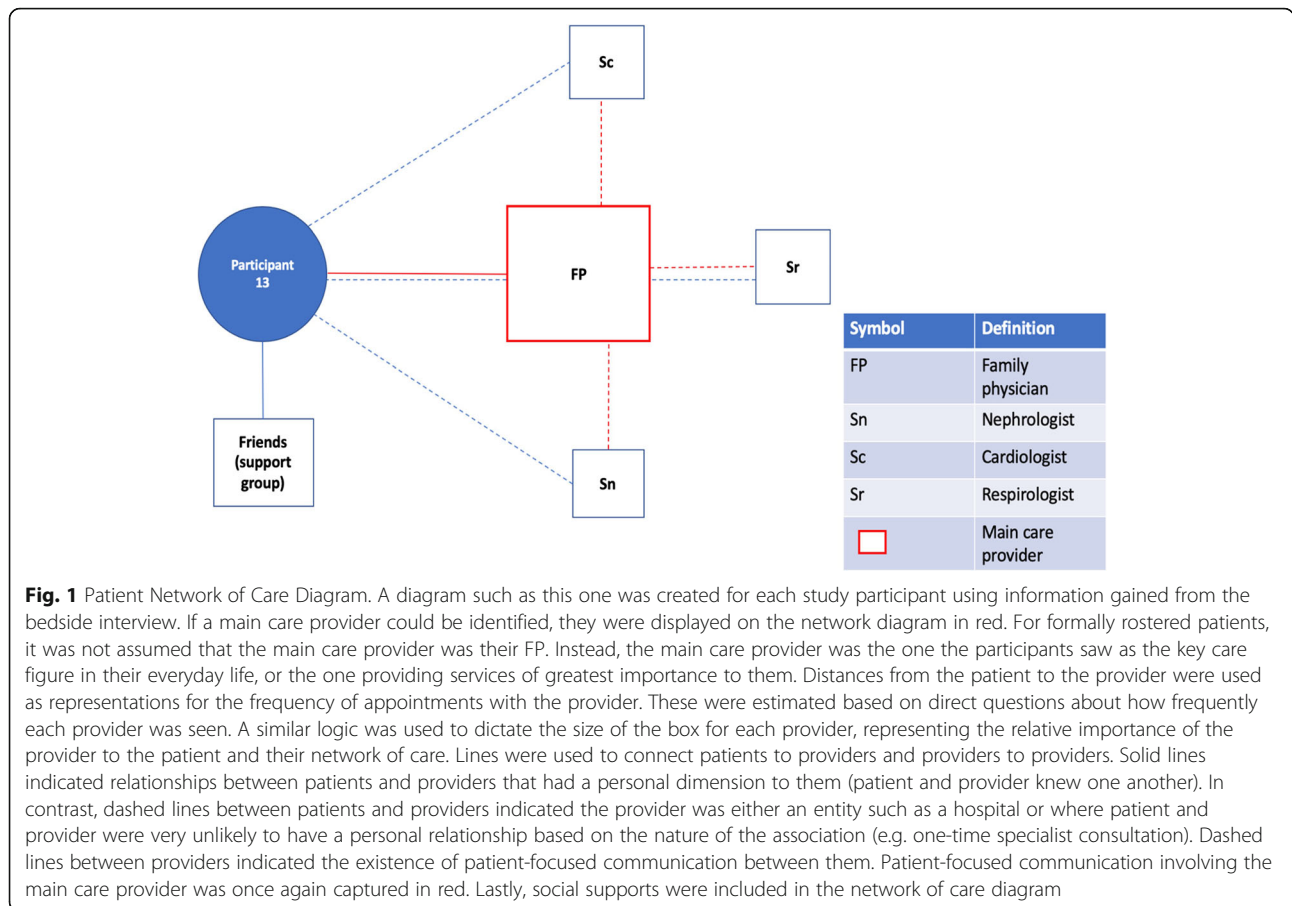 Sc
Participant
13
FP
Sr
Friends
(support
group)
Sn
Symbol Definition
FP Family
physician
Sn Nephrologist
Sc Cardiologist
Sr Respirologist
Main care
provider
Fig. 1 Patient Network of Care Diagram. A diagram such as this one was created for each study participant using information gained from the
bedside interview. If a main care provider could be identified, they were displayed on the network diagram in red. For formally rostered patients,
it was not assumed that the main care provider was their FP. Instead, the main care provider was the one the participants saw as the key care
figure in their everyday life, or the one providing services of greatest importance to them. Distances from the patient to the provider were used
as representations for the frequency of appointments with the provider. These were estimated based on direct questions about how frequently
each provider was seen. A similar logic was used to dictate the size of the box for each provider, representing the relative importance of the
provider to the patient and their network of care. Lines were used to connect patients to providers and providers to providers. Solid lines
indicated relationships between patients and providers that had a personal dimension to them (patient and provider knew one another). In
contrast, dashed lines between patients and providers indicated the provider was either an entity such as a hospital or where patient and
provider were very unlikely to have a personal relationship based on the nature of the association (e.g. one-time specialist consultation). Dashed
lines between providers indicated the existence of patient-focused communication between them. Patient-focused communication involving the
main care provider was once again captured in red. Lastly, social supports were included in the network of care diagram